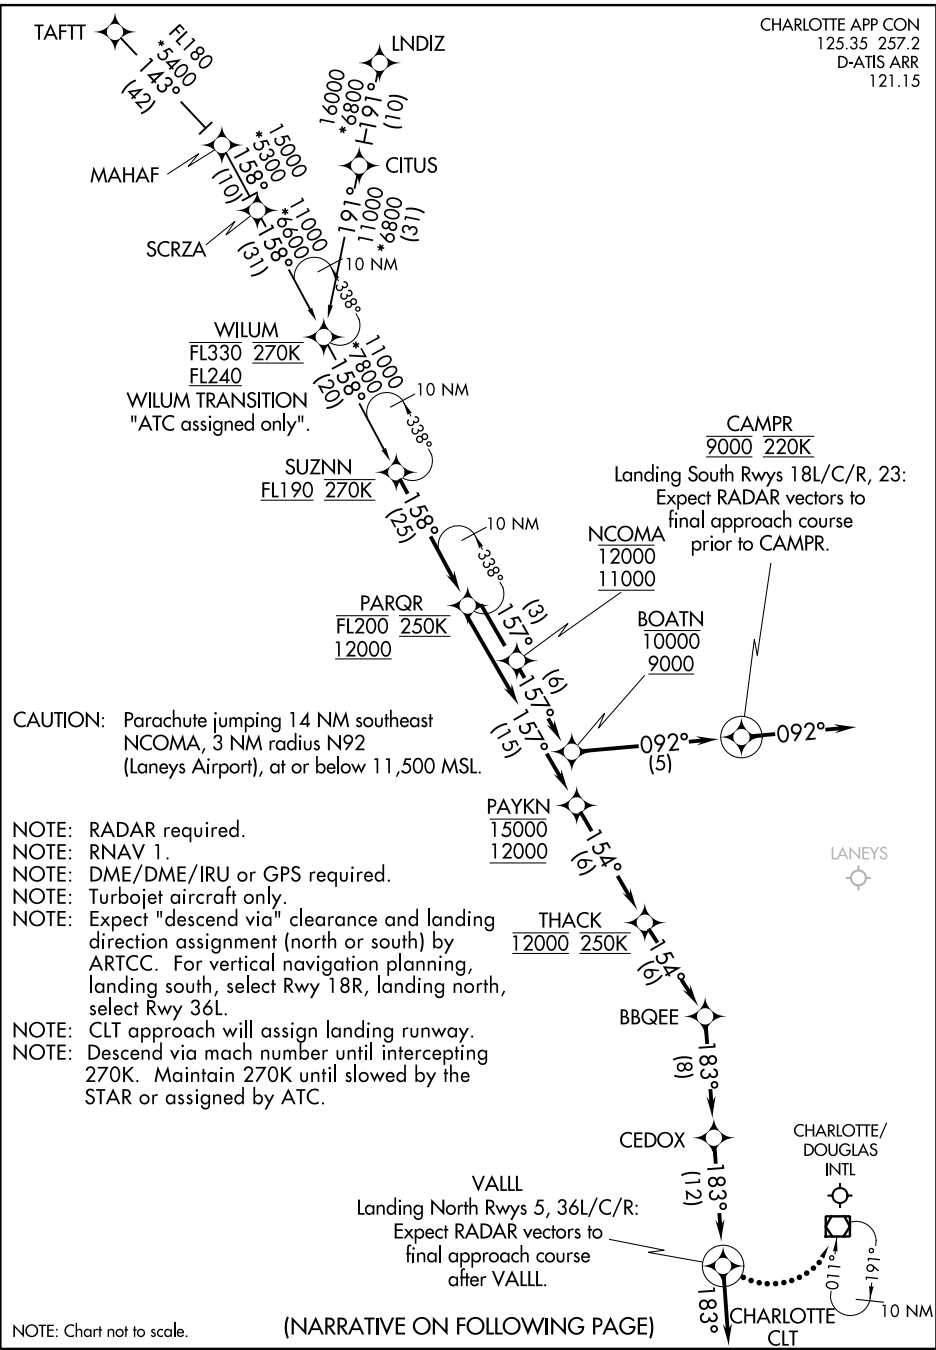 CHARLOTTE APP CON
125.35 257.2
D-ATIS ARR
121.15
TAFTT
FL180
*5400
143°
(42)
LNDIZ
16000
*6800
191°
(10)
MAHAF
15000
*5300
158°
(10)
CITUS
191°
11000
*6800
(31)
SCRZA
11000
*6600
158°
(31)
10 NM
338°
WILUM
FL330 270K
FL240
WILUM TRANSITION
"ATC assigned only".
11000
*7800
158°
(20)
10 NM
338°
SUZNN
FL190 270K
158°
(25)
10 NM
338°
CAMPR
9000 220K
Landing South Rwys 18L/C/R, 23:
Expect RADAR vectors to
final approach course
prior to CAMPR.
NCOMA
12000
11000
PARQR
FL200 250K
12000
(3)
157°
BOATN
10000
9000
(6)
157°
157°
(15)
092°
(5)
092°
CAUTION: Parachute jumping 14 NM southeast
NCOMA, 3 NM radius N92
(Laneys Airport), at or below 11,500 MSL.
PAYKN
15000
12000
154°
(6)
LANEYS
NOTE: RADAR required.
NOTE: RNAV 1.
NOTE: DME/DME/IRU or GPS required.
NOTE: Turbojet aircraft only.
NOTE: Expect "descend via" clearance and landing
direction assignment (north or south) by
ARTCC. For vertical navigation planning,
landing south, select Rwy 18R, landing north,
select Rwy 36L.
NOTE: CLT approach will assign landing runway.
NOTE: Descend via mach number until intercepting
270K. Maintain 270K until slowed by the
STAR or assigned by ATC.
THACK
12000 250K
154°
(6)
BBQEE
183°
(8)
CEDOX
183°
(12)
CHARLOTTE/
DOUGLAS
INTL
VALLL
Landing North Rwys 5, 36L/C/R:
Expect RADAR vectors to
final approach course
after VALLL.
183°
011°
191°
10 NM
CHARLOTTE
CLT
NOTE: Chart not to scale.
(NARRATIVE ON FOLLOWING PAGE)